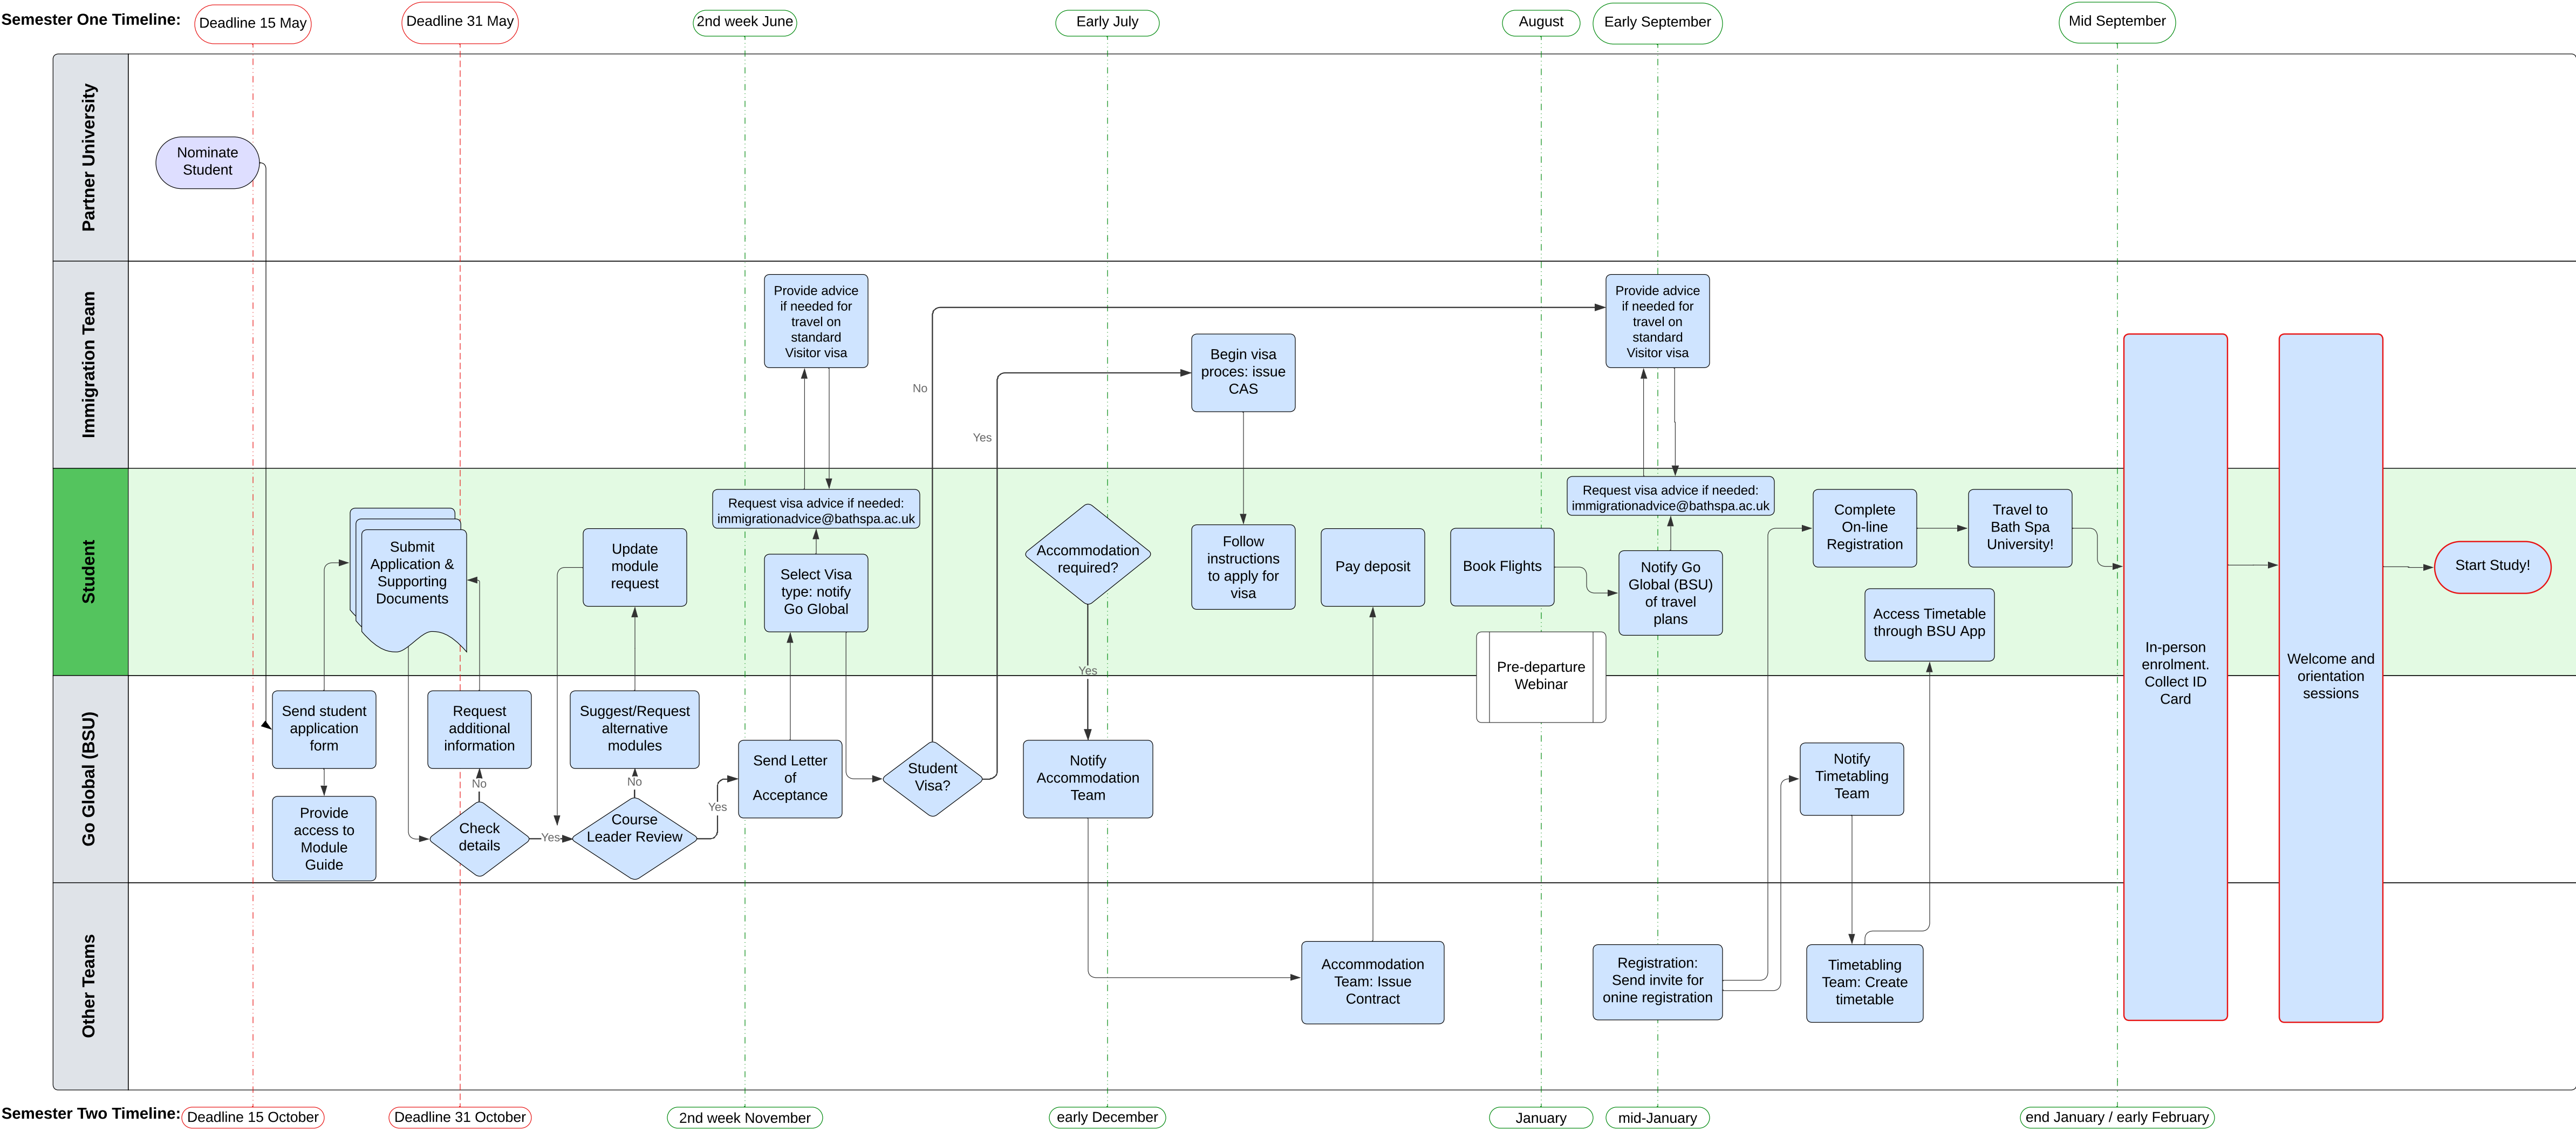 Semester One Timeline:
Deadline 15 May
Deadline 31 May
2nd week June
Early July
August
Early September
Mid September
Partner University
Nominate
Student
Immigration Team
Provide advice
if needed for
travel on
standard
Visitor visa
No
Yes
Begin visa
proces: issue
CAS
Provide advice
if needed for
travel on
standard
Visitor visa
Student
Submit
Application &
Supporting
Documents
Update
module
request
Request visa advice if needed:
immigrationadvice@bathspa.ac.uk
Select Visa
type: notify
Go Global
Accommodation
required?
Yes
Follow
instructions
to apply for
visa
Pay deposit
Book Flights
Pre-departure
Webinar
Request visa advice if needed:
immigrationadvice@bathspa.ac.uk
Notify Go
Global (BSU)
of travel
plans
Complete
On-line
Registration
Travel to
Bath Spa
University!
Access Timetable
through BSU App
In-person
enrolment.
Collect ID
Card
Welcome and
orientation
sessions
Start Study!
Go Global (BSU)
Send student
application
form
Provide
access to
Module
Guide
Request
additional
information
No
Check
details
Yes
Suggest/Request
alternative
modules
No
Course
Leader Review
Yes
Send Letter
of
Acceptance
Student
Visa?
Notify
Accommodation
Team
Notify
Timetabling
Team
Other Teams
Accommodation
Team: Issue
Contract
Registration:
Send invite for
onine registration
Timetabling
Team: Create
timetable
Semester Two Timeline:
Deadline 15 October
Deadline 31 October
2nd week November
early December
January
mid-January
end January / early February